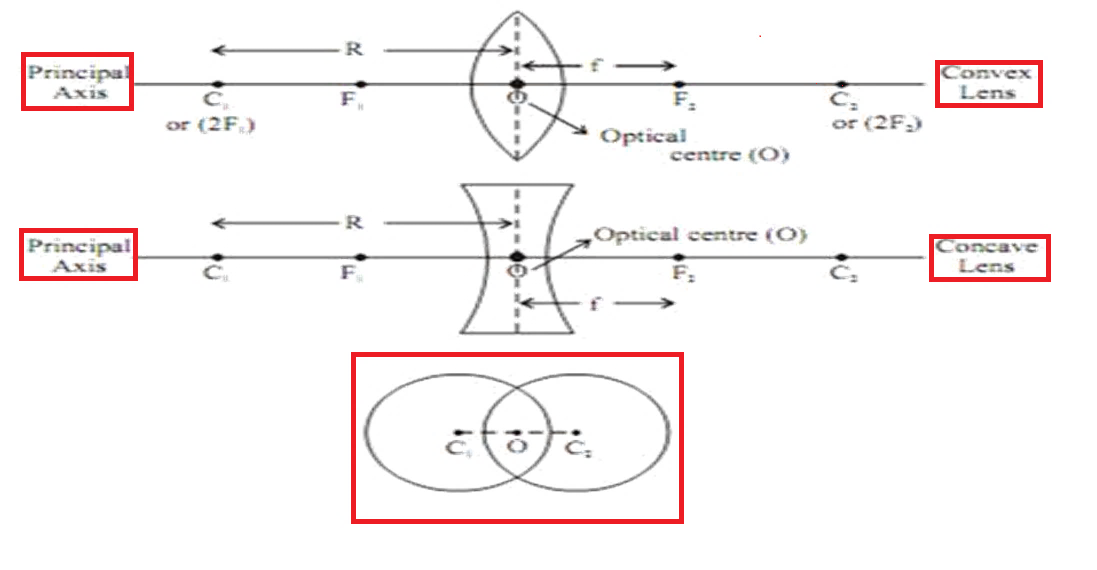 R
f
Principal
Axis
Convex
Lens
C₁ F₁ O F₂ C₂
or (2F₁) or (2F₂)
Optical
centre (O)
R
Optical centre (O)
Principal
Axis
Concave
Lens
C₁ F₁ O F₂ C₂
f
C₁ O C₂